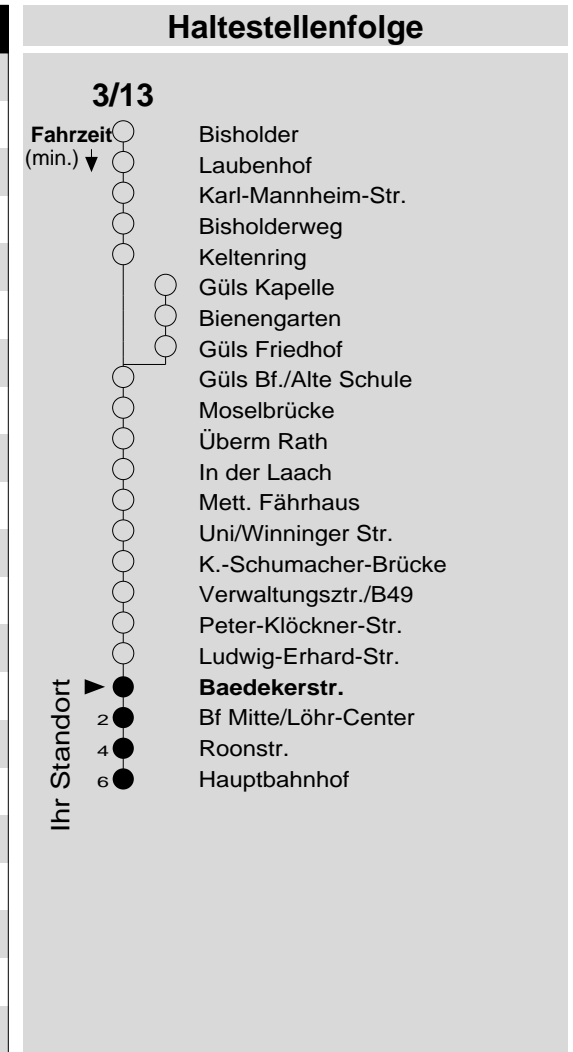 Haltestellenfolge
3/13
Fahrzeit
(min.)
Bisholder
Laubenhof
Karl-Mannheim-Str.
Bisholderweg
Keltenring
Güls Kapelle
Bienengarten
Güls Friedhof
Güls Bf./Alte Schule
Moselbrücke
Überm Rath
In der Laach
Mett. Fährhaus
Uni/Winninger Str.
K.-Schumacher-Brücke
Verwaltungsztr./B49
Peter-Klöckner-Str.
Ludwig-Erhard-Str.
Ihr Standort
Baedekerstr.
2 Bf Mitte/Löhr-Center
4 Roonstr.
6 Hauptbahnhof